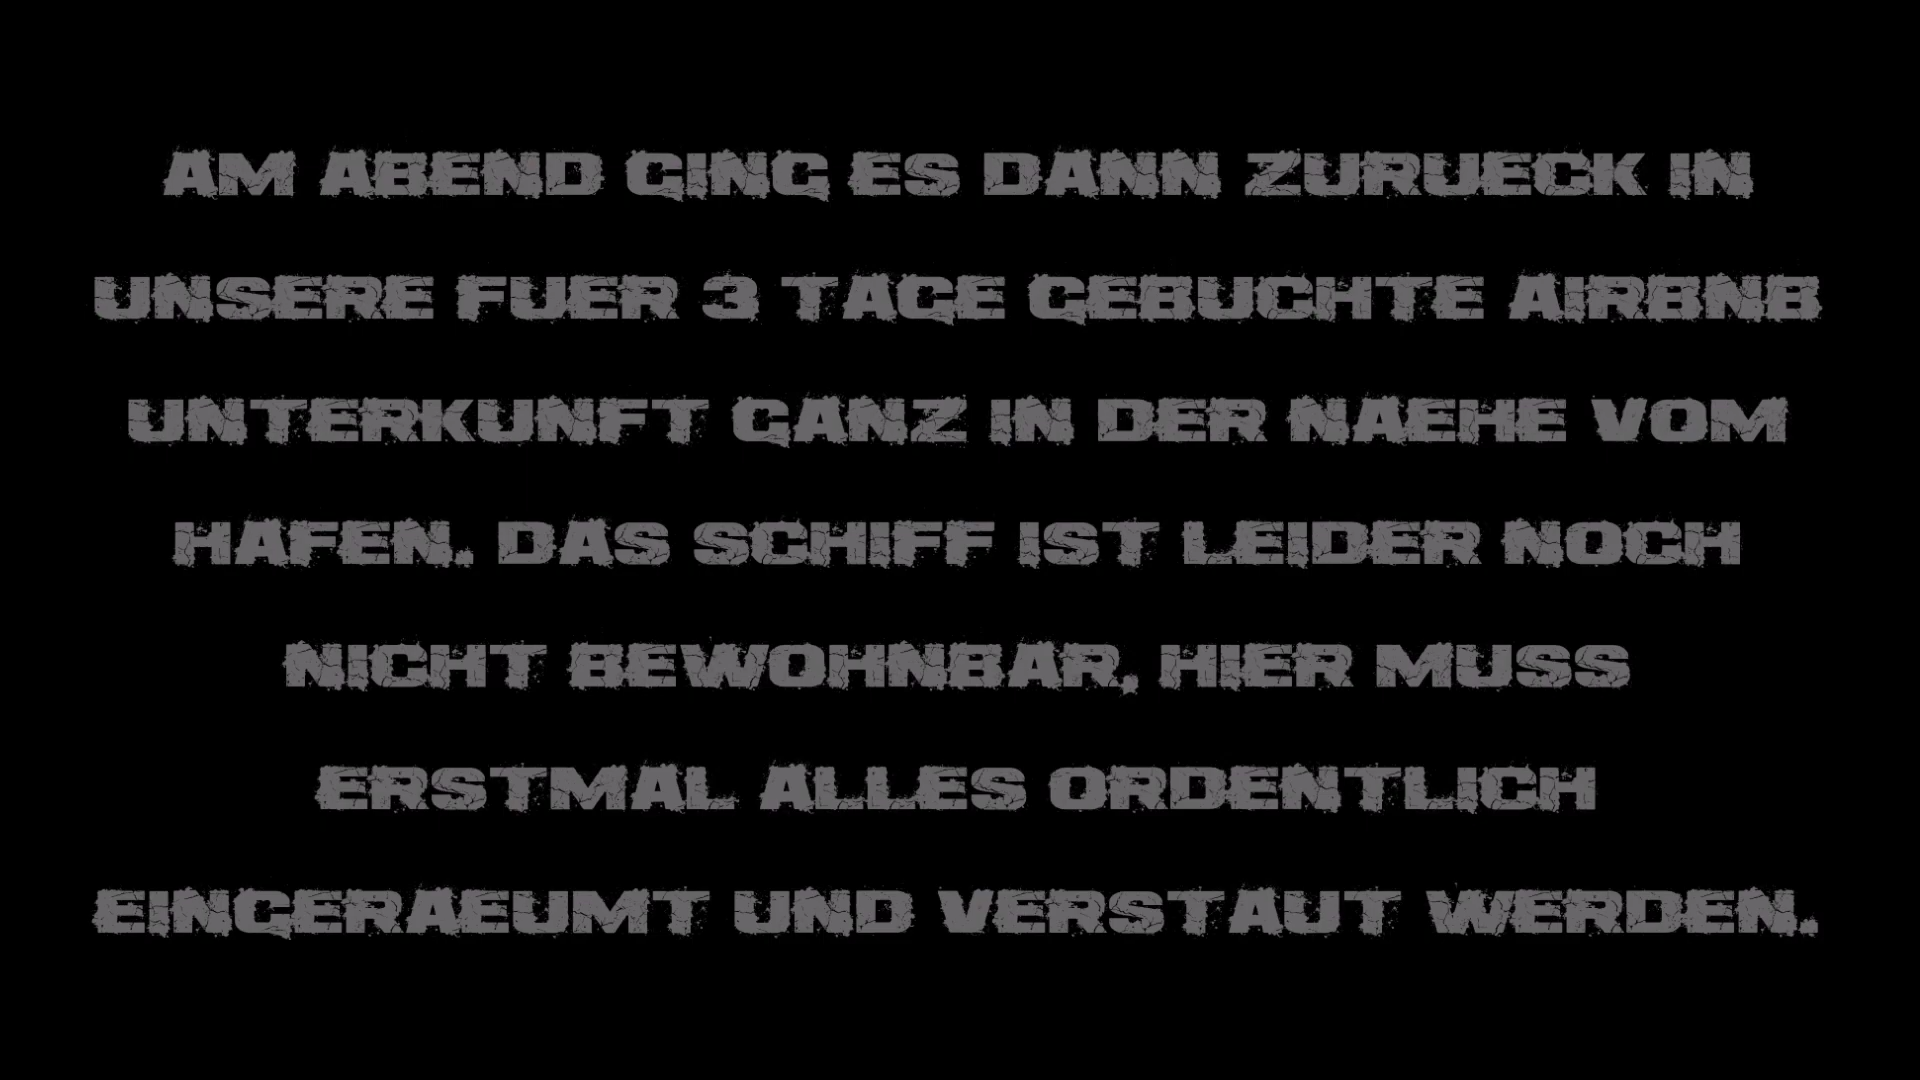 AM ABEND GING ES DANN ZURUECK IN
UNSERE FUER 3 TAGE GEBUCHTE AIRBNB
UNTERKUNFT GANZ IN DER NAEHE VOM
HAFEN. DAS SCHIFF IST LEIDER NOCH
NICHT BEWOHNBAR, HIER MUSS
ERSTMAL ALLES ORDENTLICH
EINGERAEUMT UND VERSTAUT WERDEN.